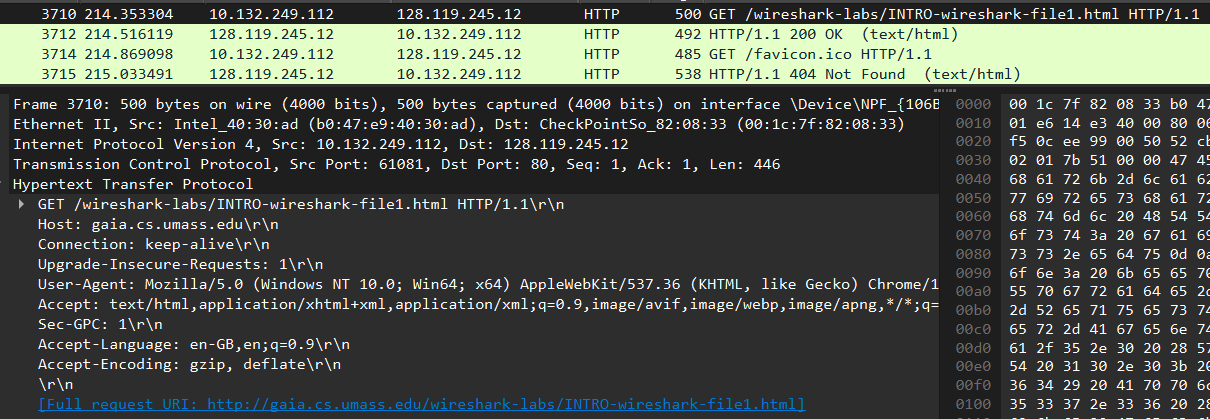 3710 214.353304 10.132.249.112 128.119.245.12 HTTP 500 GET /wireshark-labs/INTRO-wireshark-file1.html HTTP/1.1
3712 214.516119 128.119.245.12 10.132.249.112 HTTP 492 HTTP/1.1 200 OK (text/html)
3714 214.869098 10.132.249.112 128.119.245.12 HTTP 485 GET /favicon.ico HTTP/1.1
3715 215.033491 128.119.245.12 10.132.249.112 HTTP 538 HTTP/1.1 404 Not Found (text/html)
Frame 3710: 500 bytes on wire (4000 bits), 500 bytes captured (4000 bits) on interface \Device\NPF_{106B
Ethernet II, Src: Intel_40:30:ad (b0:47:e9:40:30:ad), Dst: CheckPointSo_82:08:33 (00:1c:7f:82:08:33)
Internet Protocol Version 4, Src: 10.132.249.112, Dst: 128.119.245.12
Transmission Control Protocol, Src Port: 61081, Dst Port: 80, Seq: 1, Ack: 1, Len: 446
Hypertext Transfer Protocol
GET /wireshark-labs/INTRO-wireshark-file1.html HTTP/1.1\r\n
Host: gaia.cs.umass.edu\r\n
Connection: keep-alive\r\n
Upgrade-Insecure-Requests: 1\r\n
User-Agent: Mozilla/5.0 (Windows NT 10.0; Win64; x64) AppleWebKit/537.36 (KHTML, like Gecko) Chrome/1
Accept: text/html,application/xhtml+xml,application/xml;q=0.9,image/avif,image/webp,image/apng,*/*;q=
Sec-GPC: 1\r\n
Accept-Language: en-GB,en;q=0.9\r\n
Accept-Encoding: gzip, deflate\r\n
\r\n
[Full request URI: http://gaia.cs.umass.edu/wireshark-labs/INTRO-wireshark-file1.html]
0000 00 1c 7f 82 08 33 b0 47
0010 01 e6 14 e3 40 00 80 06
0020 f5 0c ee 99 00 50 52 cb
0030 02 01 7b 51 00 00 47 45
0040 68 61 72 6b 2d 6c 61 62
0050 77 69 72 65 73 68 61 72
0060 68 74 6d 6c 20 48 54 54
0070 6f 73 74 3a 20 67 61 69
0080 73 73 2e 65 64 75 0d 0a
0090 6f 6e 3a 20 6b 65 65 70
00a0 55 70 67 72 61 64 65 2d
00b0 2d 52 65 71 75 65 73 74
00c0 65 72 2d 41 67 65 6e 74
00d0 61 2f 35 2e 30 20 28 57
00e0 54 20 31 30 2e 30 3b 20
00f0 36 34 29 20 41 70 70 6c
0100 35 33 37 2e 33 36 20 28